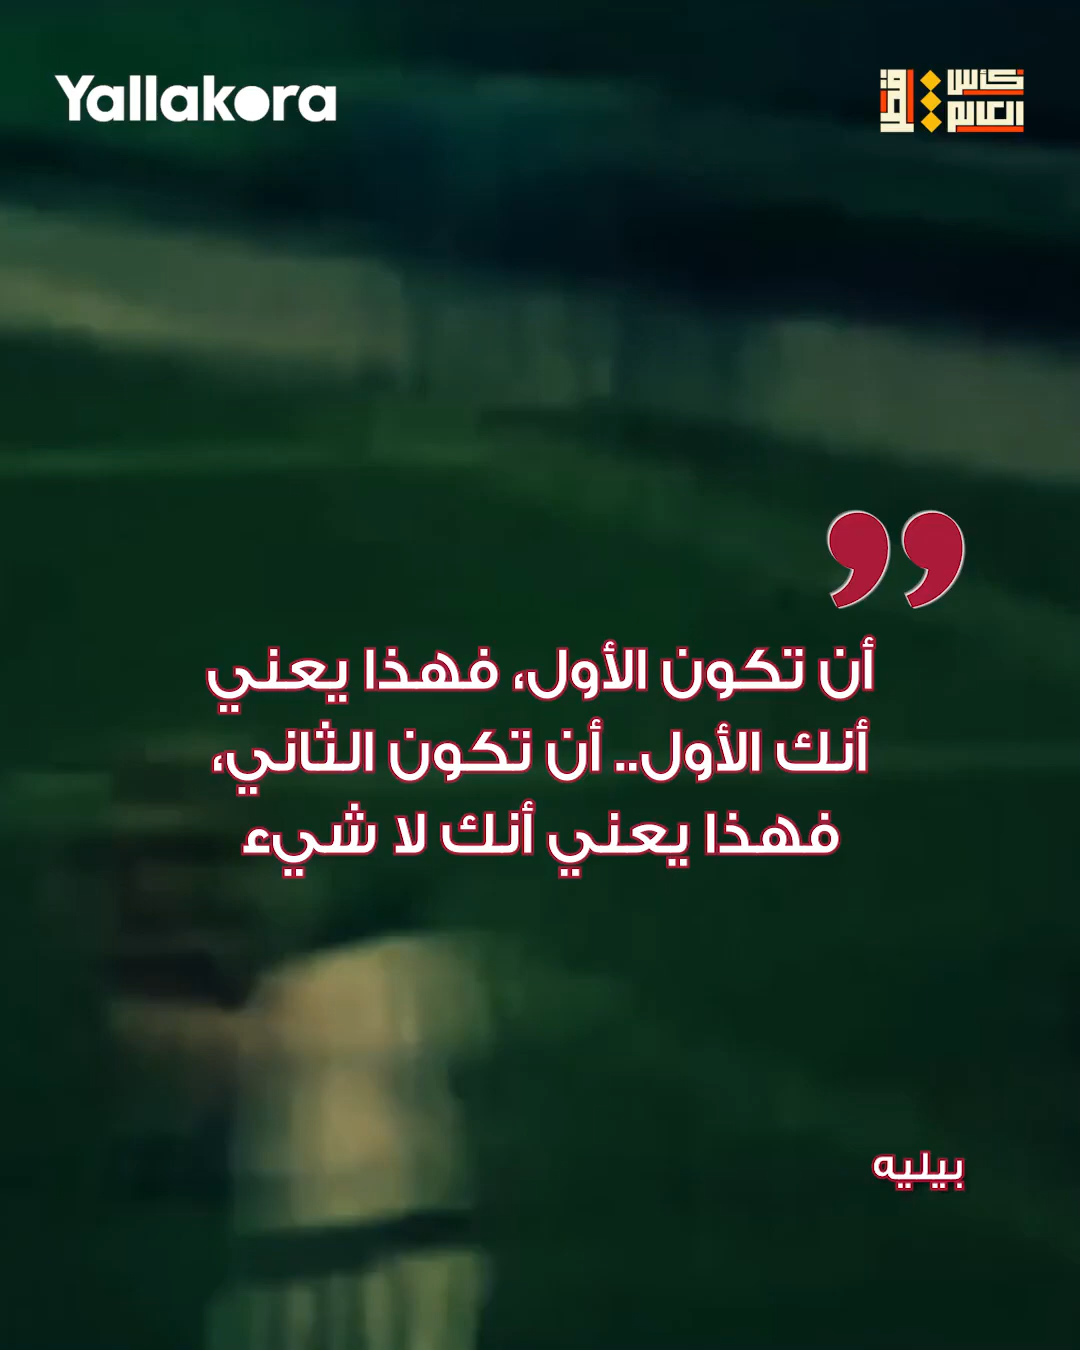 Yallakora
كأس
العالم
”
أن تكون الأول، فهذا يعني
أنك الأول.. أن تكون الثاني،
فهذا يعني أنك لا شيء
بيليه